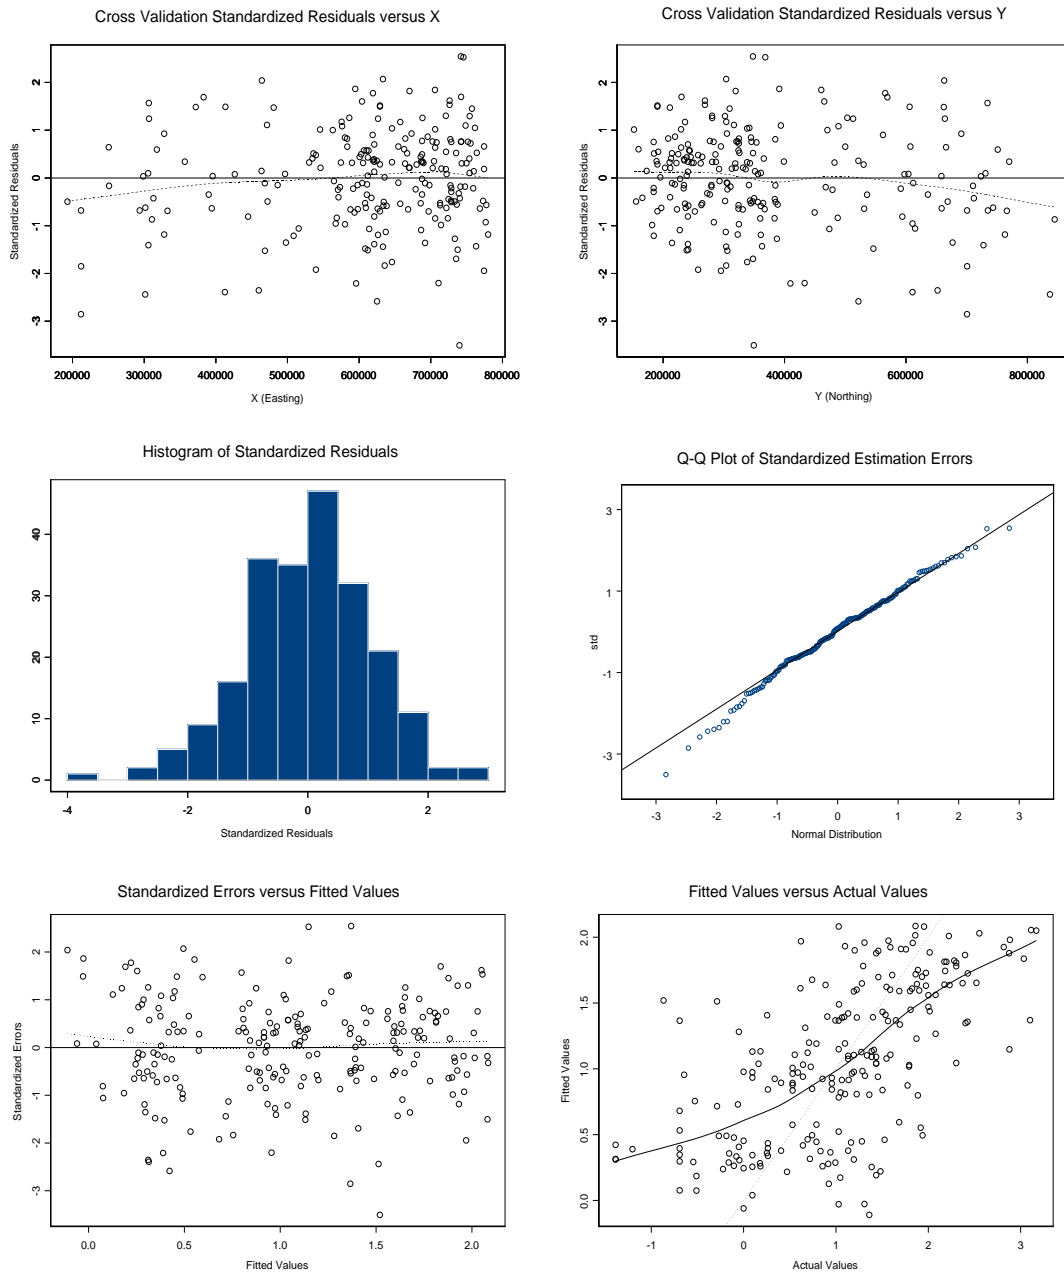 Cross Validation Standardized Residuals versus X
Standardized Residuals
2
1
0
-1
-2
-3
200000 300000 400000 500000 600000 700000 800000
X (Easting)
Cross Validation Standardized Residuals versus Y
Standardized Residuals
2
1
0
-1
-2
-3
200000 400000 600000 800000
Y (Northing)
Histogram of Standardized Residuals
40
30
20
10
0
-4 -2 0 2
Standardized Residuals
Q-Q Plot of Standardized Estimation Errors
std
3
1
-1
-3
-3 -2 -1 0 1 2 3
Normal Distribution
Standardized Errors versus Fitted Values
Standardized Errors
2
1
0
-1
-2
-3
0.0 0.5 1.0 1.5 2.0
Fitted Values
Fitted Values versus Actual Values
Fitted Values
2.0
1.5
1.0
0.5
0.0
-1 0 1 2 3
Actual Values